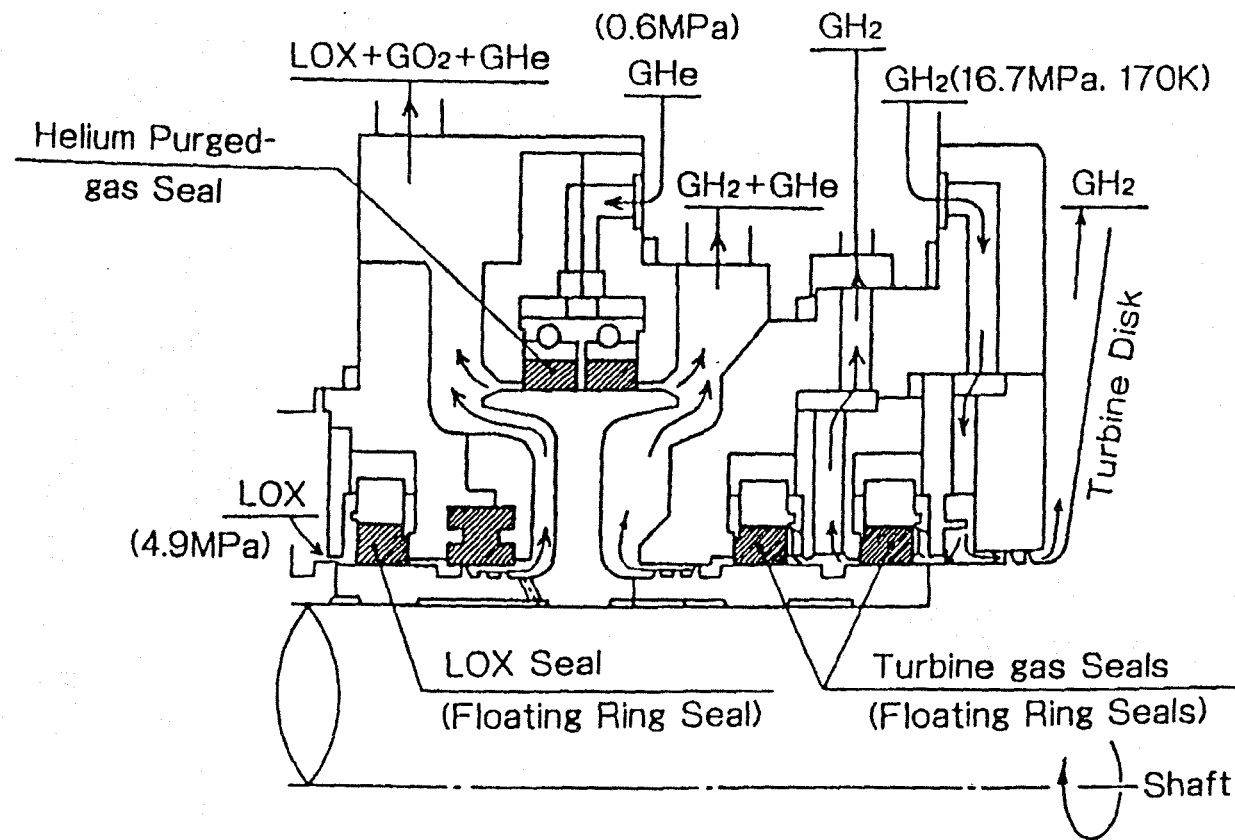 (0.6MPa)
GHe
GH2
LOX+GO2+GHe
GH2(16.7MPa. 170K)
Helium Purged-
gas Seal
GH2+GHe
GH2
Turbine Disk
LOX
(4.9MPa)
LOX Seal
(Floating Ring Seal)
Turbine gas Seals
(Floating Ring Seals)
Shaft